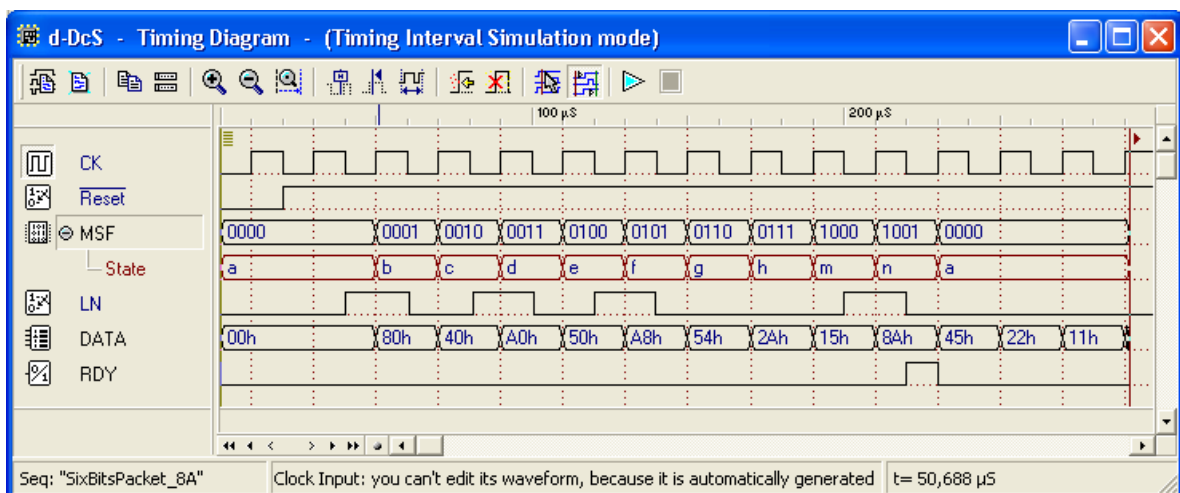 d-DcS - Timing Diagram - (Timing Interval Simulation mode)
100 µS 200 µS
CK
Reset
MSF 0000 0001 0010 0011 0100 0101 0110 0111 1000 1001 0000
State a b c d e f g h m n a
LN
DATA 00h 80h 40h A0h 50h A8h 54h 2Ah 15h 8Ah 45h 22h 11h
RDY
Seq: "SixBitsPacket_8A" Clock Input: you can't edit its waveform, because it is automatically generated t= 50,688 µS